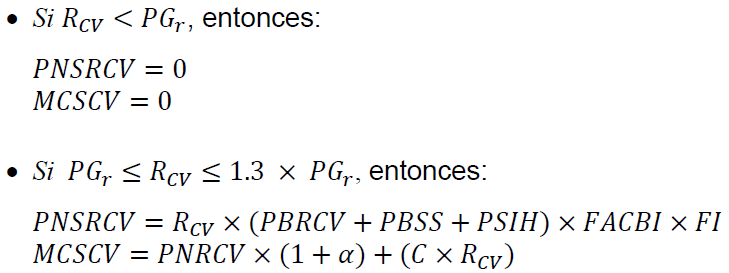 • Si R_CV < PG_r, entonces:
PNSRCV = 0
MCSCV = 0
• Si PG_r ≤ R_CV ≤ 1.3 × PG_r, entonces:
PNSRCV = R_CV × (PBRCV + PBSS + PSIH) × FACBI × FI
MCSCV = PNRCV × (1 + α) + (C × R_CV)